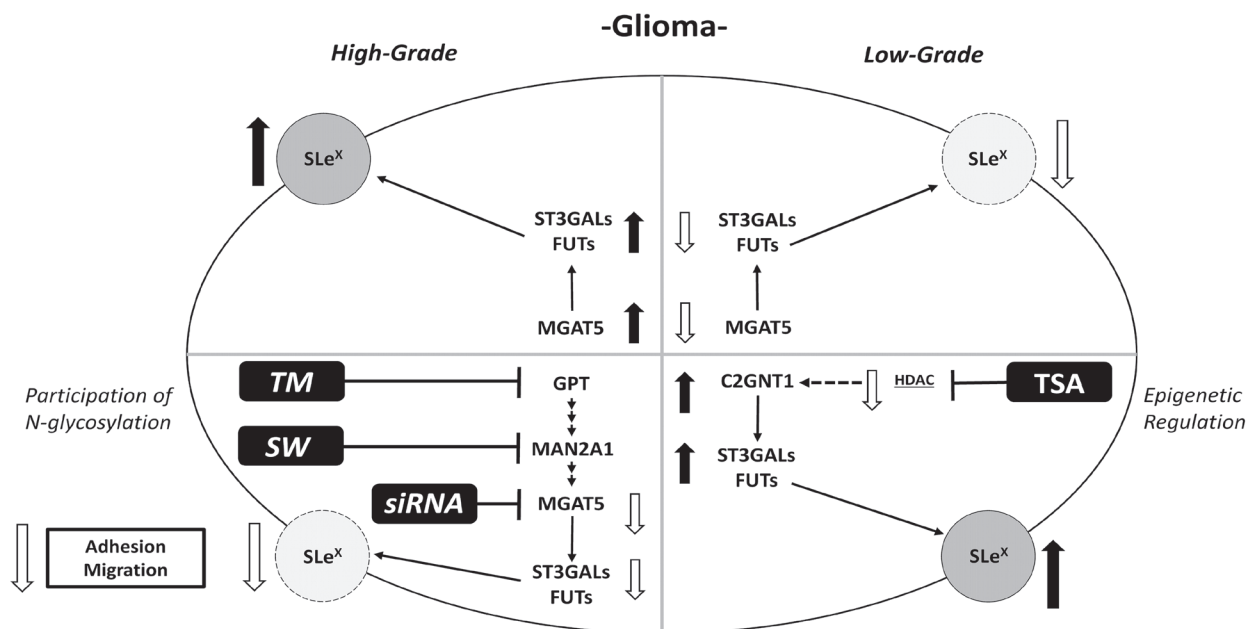 -Glioma-
High-Grade
Low-Grade
SLeX
SLeX
ST3GALs
FUTs
ST3GALs
FUTs
MGAT5
MGAT5
Participation of
N-glycosylation
TM
GPT
SW
MAN2A1
siRNA
MGAT5
ST3GALs
FUTs
SLeX
Adhesion
Migration
C2GNT1
HDAC
TSA
Epigenetic
Regulation
ST3GALs
FUTs
SLeX